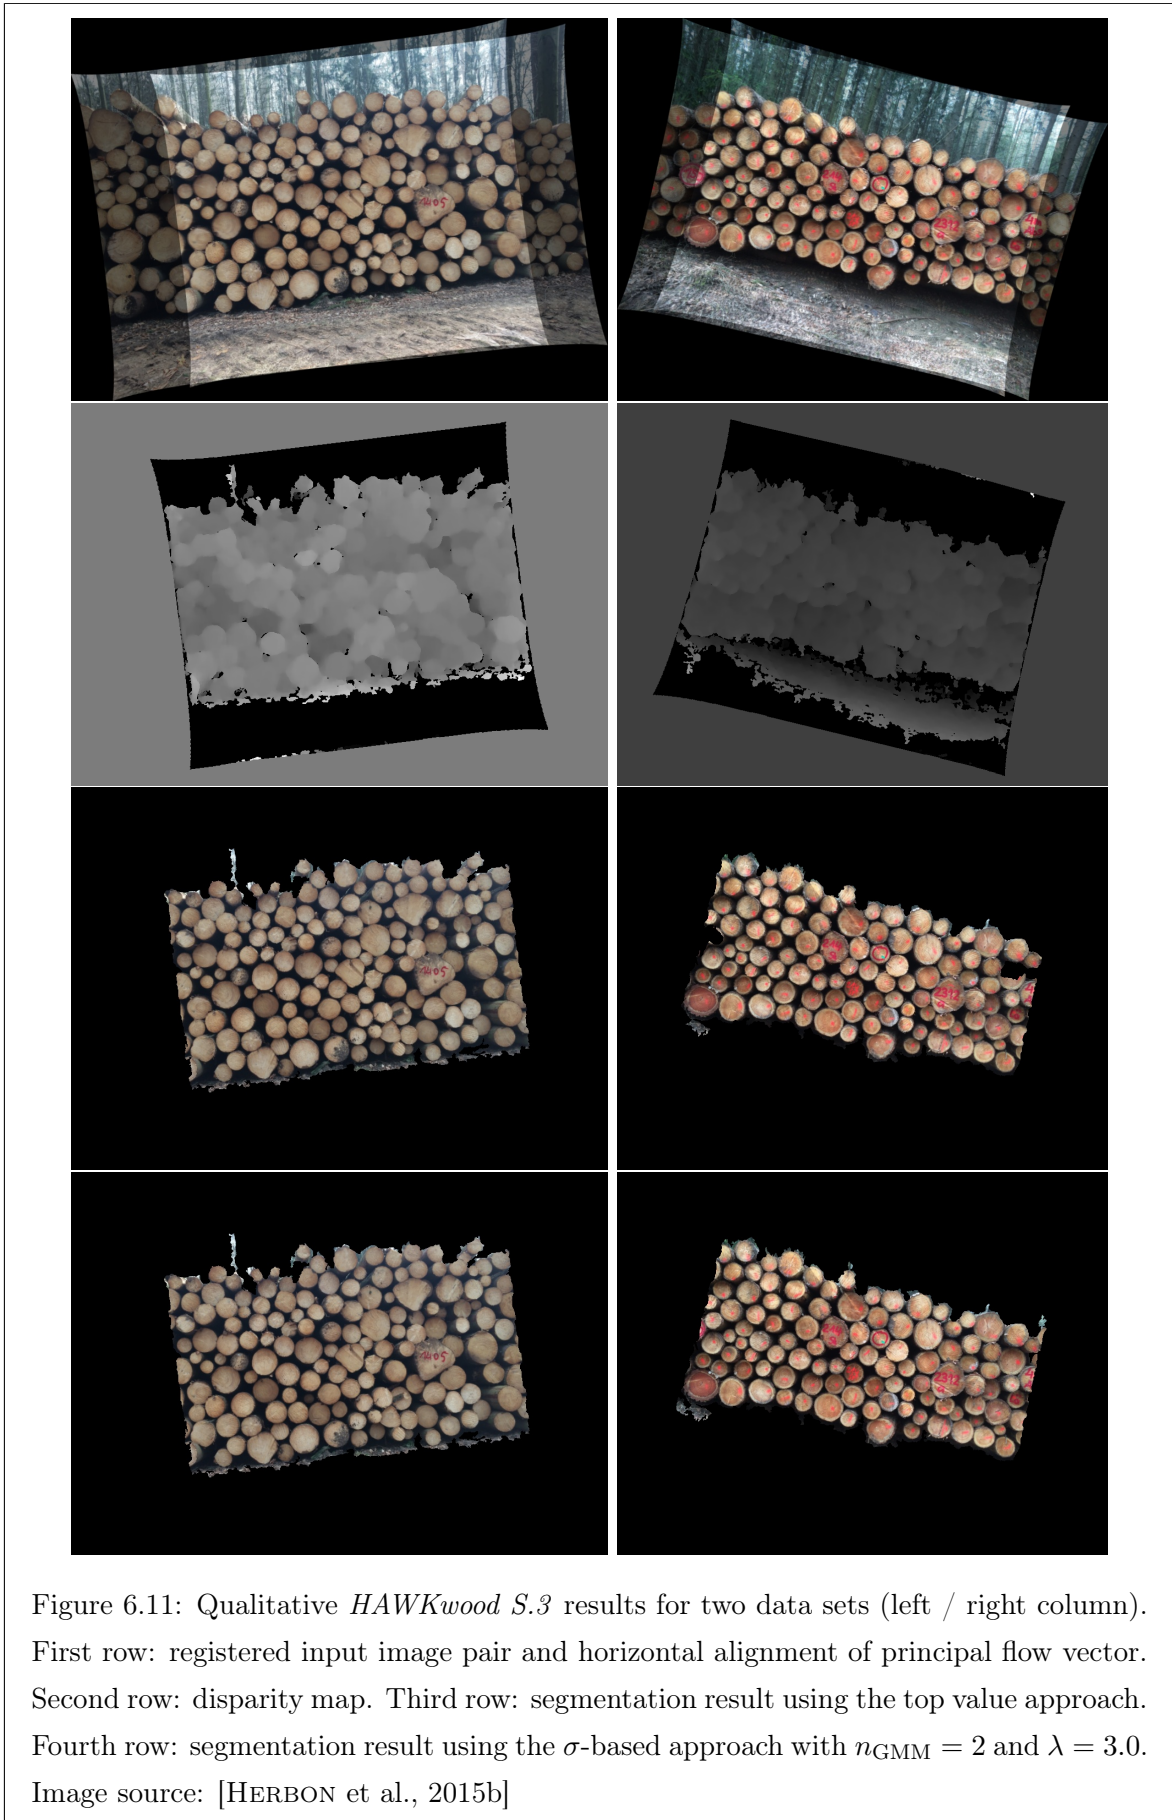 Figure 6.11: Qualitative HAWKwood S.3 results for two data sets (left / right column).
First row: registered input image pair and horizontal alignment of principal flow vector.
Second row: disparity map. Third row: segmentation result using the top value approach.
Fourth row: segmentation result using the σ-based approach with nGMM = 2 and λ = 3.0.
Image source: [HERBON et al., 2015b]